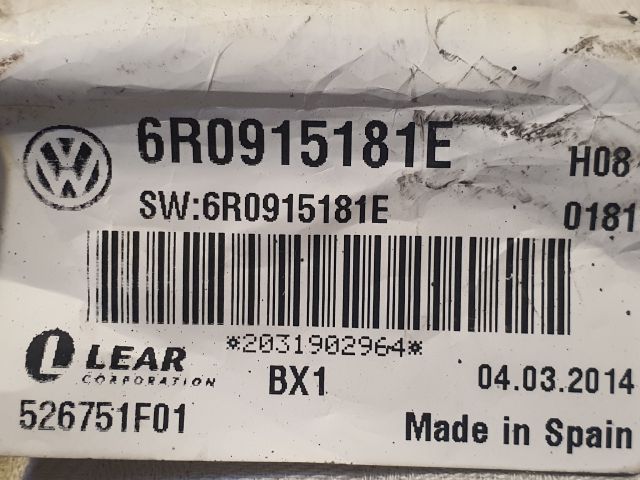 6R0915181E
H08
SW:6R0915181E
0181
*2031902964*
LEAR
CORPORATION
BX1
04.03.2014
526751F01
Made in Spain